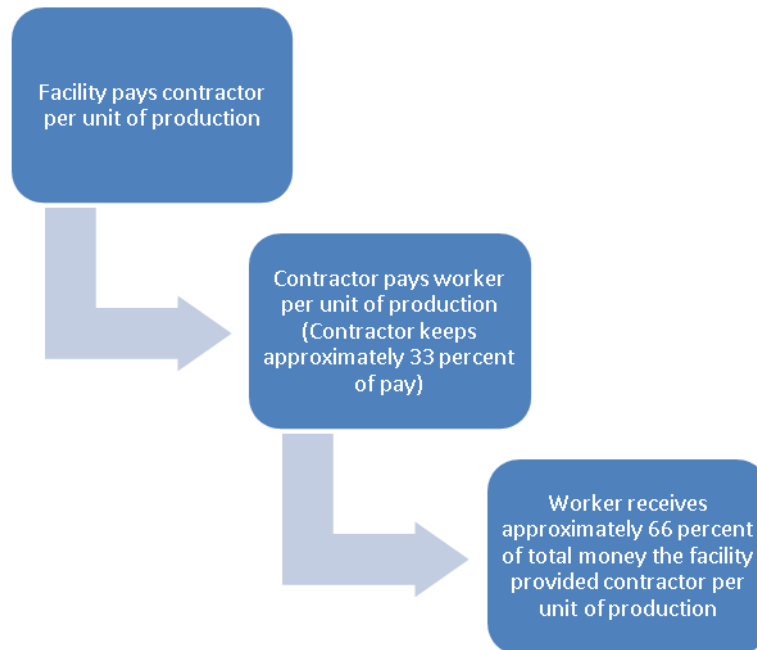 Facility pays contractor
per unit of production
Contractor pays worker
per unit of production
(Contractor keeps
approximately 33 percent
of pay)
Worker receives
approximately 66 percent
of total money the facility
provided contractor per
unit of production